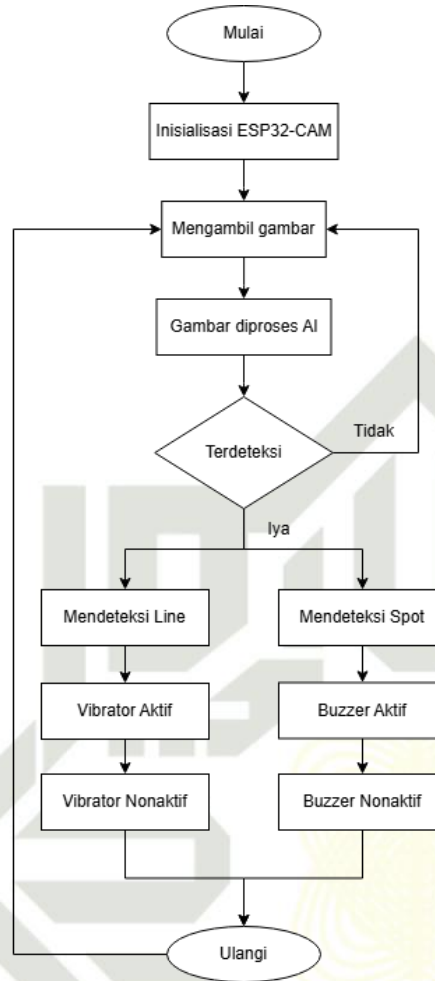 Mulai
Inisialisasi ESP32-CAM
Mengambil gambar
Gambar diproses AI
Terdeteksi
Tidak
Iya
Mendeteksi Line
Mendeteksi Spot
Vibrator Aktif
Buzzer Aktif
Vibrator Nonaktif
Buzzer Nonaktif
Ulangi